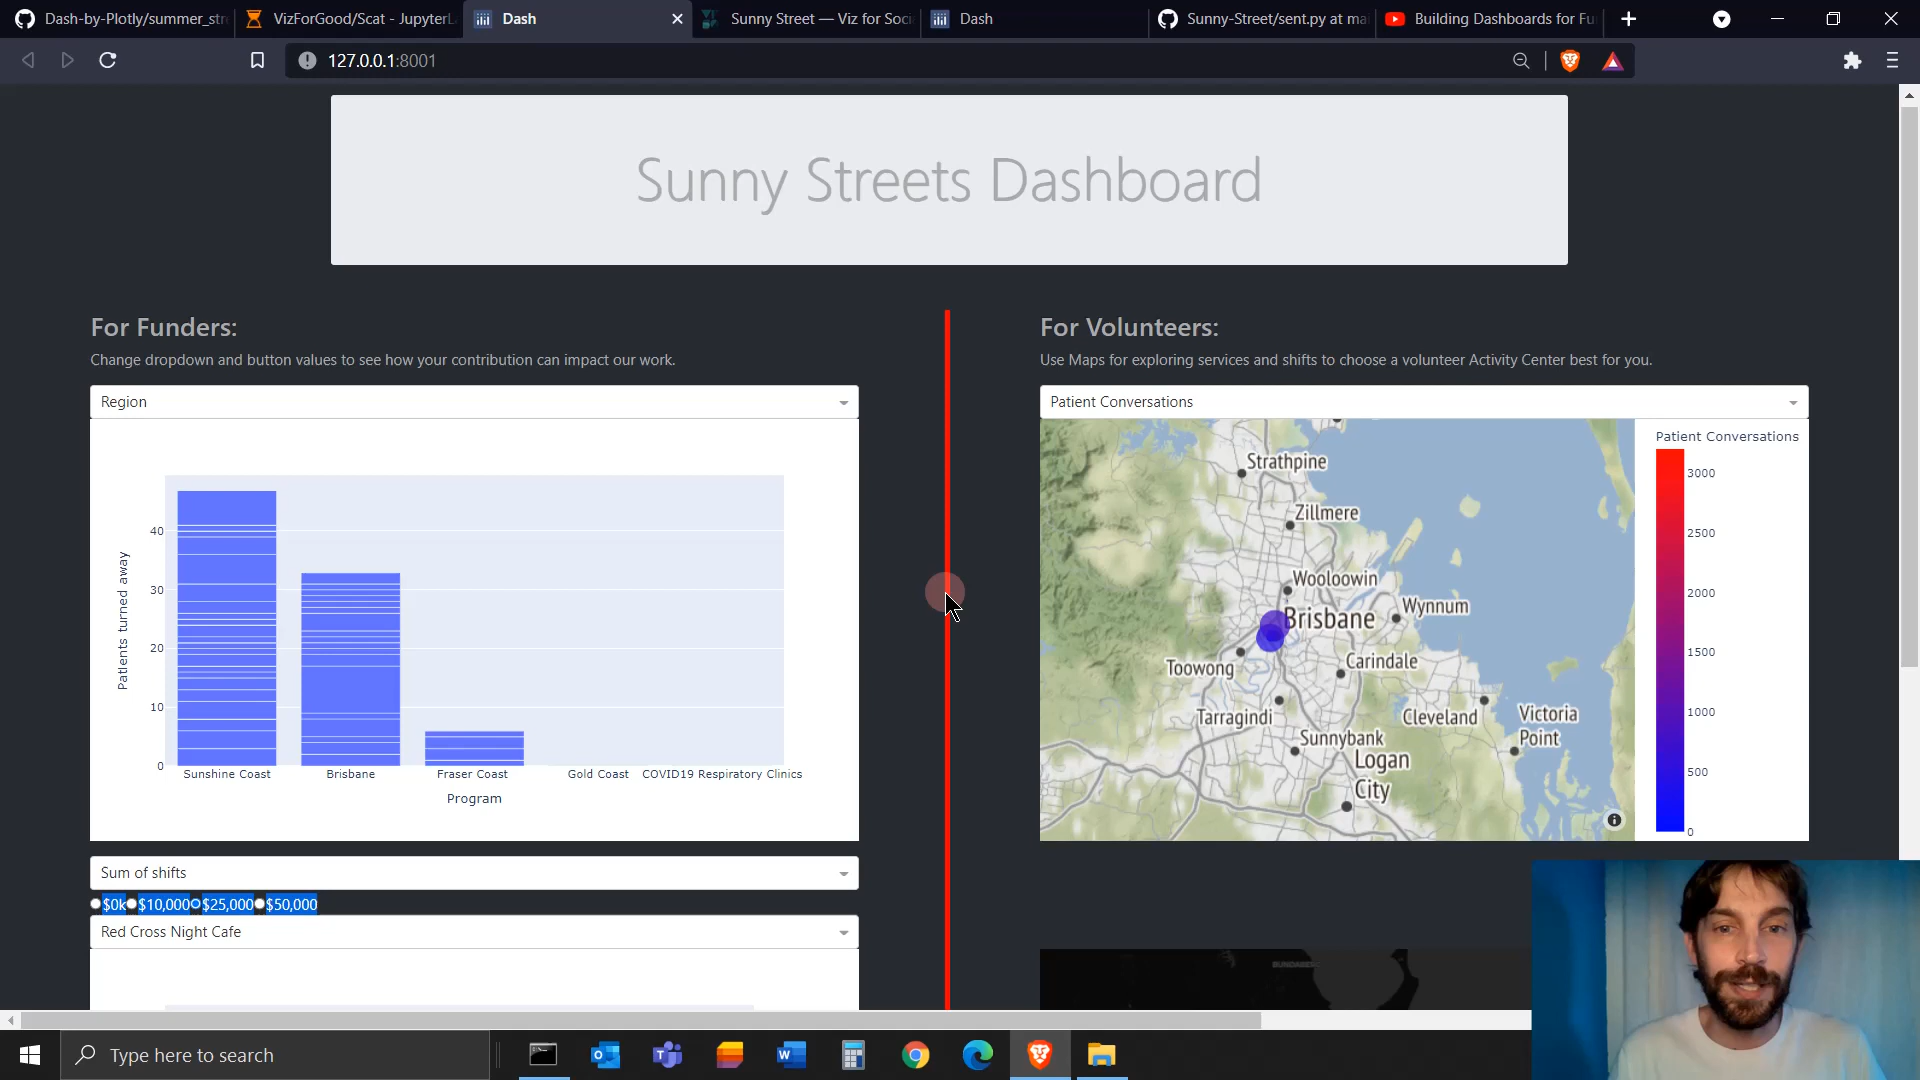 Dash-by-Plotly/summer_str
VizForGood/Scat - JupyterL
Dash
Sunny Street — Viz for Soci
Dash
Sunny-Street/sent.py at mai
Building Dashboards for Fu
127.0.0.1:8001
Sunny Streets Dashboard
For Funders:
Change dropdown and button values to see how your contribution can impact our work.
Region
Patients turned away
40
30
20
10
0
Sunshine Coast
Brisbane
Fraser Coast
Gold Coast
COVID19 Respiratory Clinics
Program
Sum of shifts
$0k $10,000 $25,000 $50,000
Red Cross Night Cafe
For Volunteers:
Use Maps for exploring services and shifts to choose a volunteer Activity Center best for you.
Patient Conversations
Strathpine
Zillmere
Wooloowin
Brisbane
Wynnum
Toowong
Carindale
Tarragindi
Cleveland
Victoria
Point
Sunnybank
Logan
City
Patient Conversations
3000
2500
2000
1500
1000
500
0
Type here to search